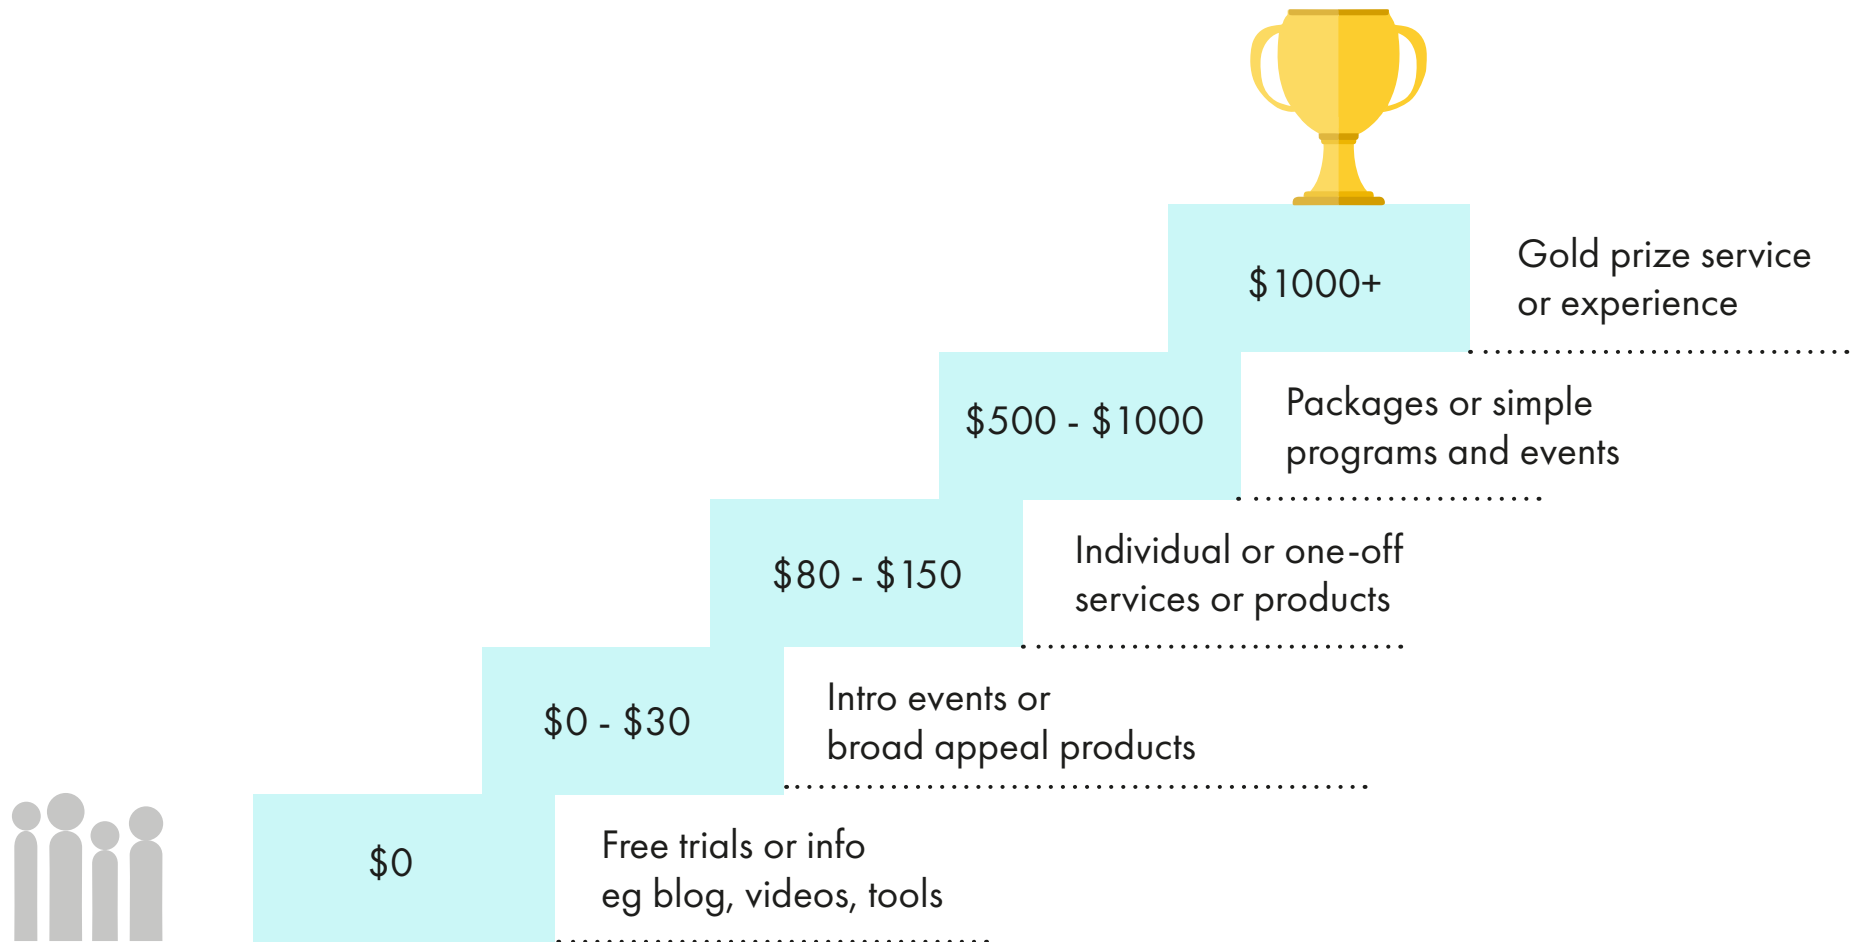 $1000+
Gold prize service
or experience
$500 - $1000
Packages or simple
programs and events
$80 - $150
Individual or one-off
services or products
$0 - $30
Intro events or
broad appeal products
$0
Free trials or info
eg blog, videos, tools